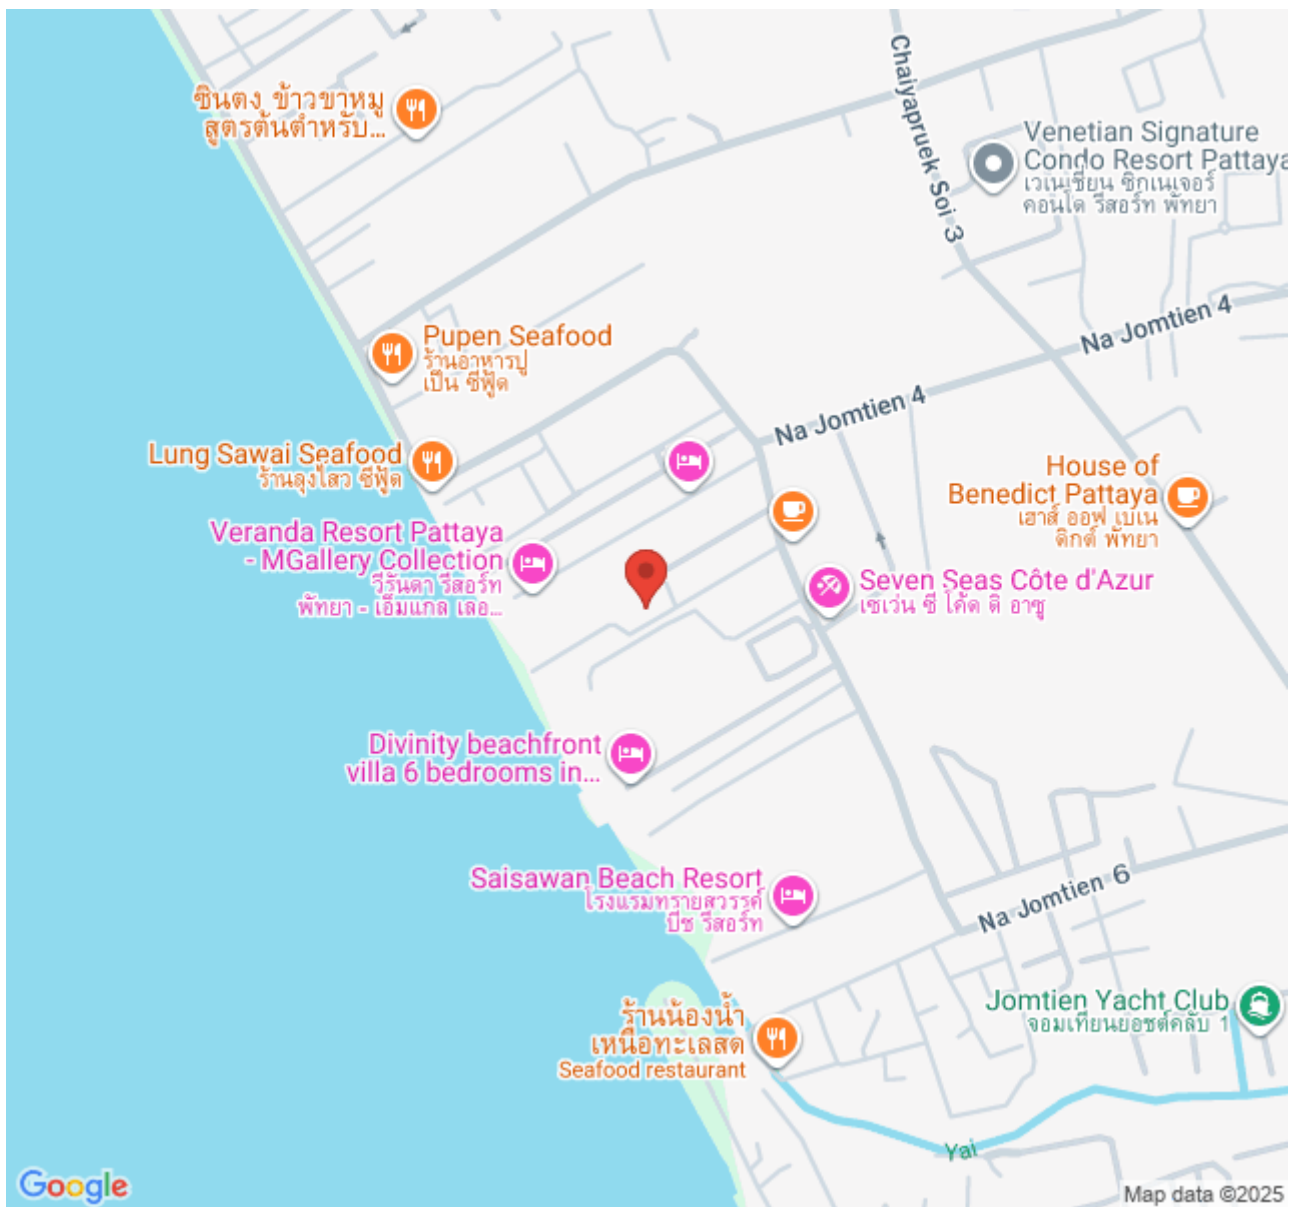 ซินตง ข้าวขาหมู
สูตรต้นตำหรับ...
Chaiyapruek Soi 3
Venetian Signature
Condo Resort Pattaya
เวเนเชี่ยน ซิกเนเจอร์
คอนโด รีสอร์ท พัทยา
Na Jomtien 4
Pupen Seafood
ร้านอาหารปู
เป็น ซีฟู้ด
Na Jomtien 4
Lung Sawai Seafood
ร้านลุงไสว ซีฟู้ด
House of
Benedict Pattaya
เฮาส์ ออฟ เบเน
ดิกต์ พัทยา
Veranda Resort Pattaya
- MGallery Collection
วีรันดา รีสอร์ท
พัทยา - เอ็มแกล เลอ...
Seven Seas Côte d'Azur
เซเว่น ซี โค้ด ดิ อาซู
Divinity beachfront
villa 6 bedrooms in...
Saisawan Beach Resort
โรงแรมทรายสวรรค์
บีช รีสอร์ท
Na Jomtien 6
Jomtien Yacht Club
จอมเทียนยอชต์คลับ 1
ร้านน้องน้ำ
เหนือทะเลสด
Seafood restaurant
Yai
Google
Map data ©2025